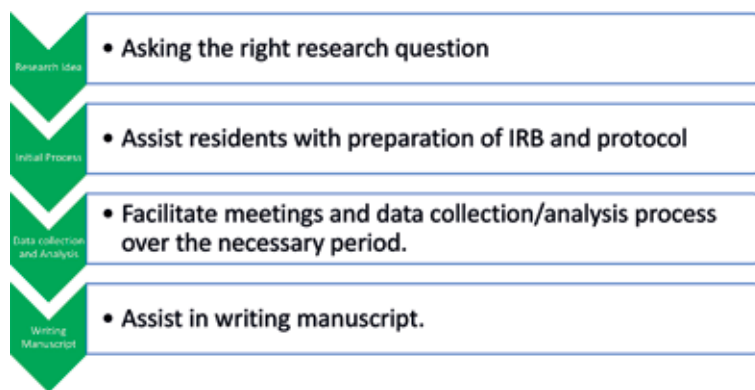 Research Idea
• Asking the right research question
Initial Process
• Assist residents with preparation of IRB and protocol
Data collection
and Analysis
• Facilitate meetings and data collection/analysis process
over the necessary period.
Writing
Manuscript
• Assist in writing manuscript.